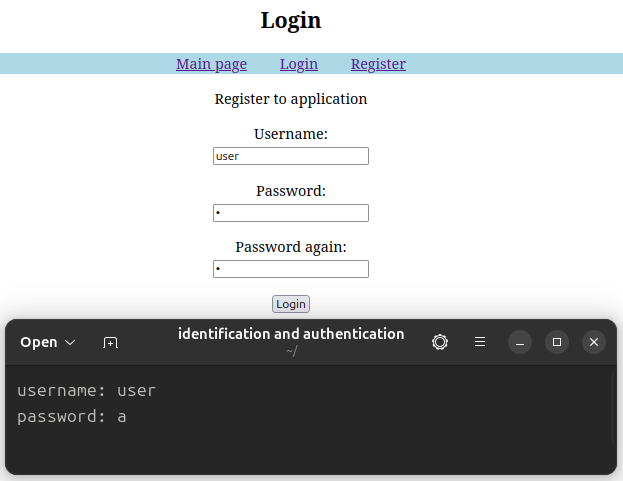 Login
Main page Login Register
Register to application
Username:
user
Password:
•
Password again:
•
Login
Open identification and authentication
~/
username: user
password: a